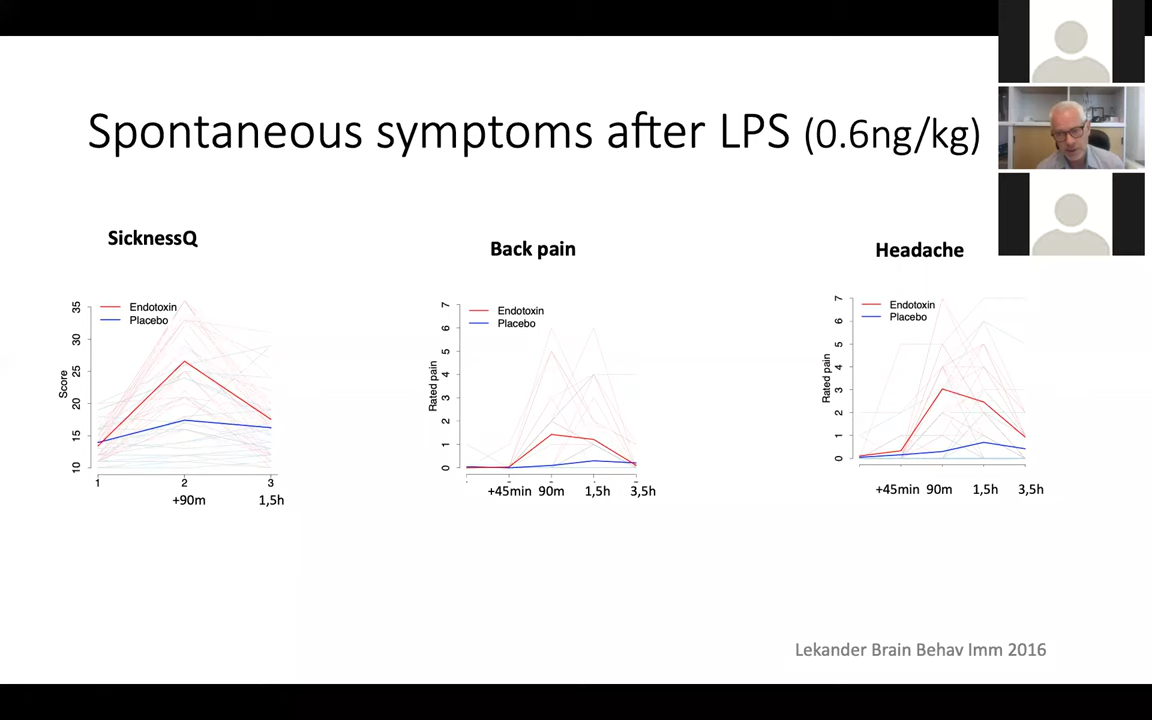 Spontaneous symptoms after LPS (0.6ng/kg)
SicknessQ
Back pain
Headache
35
30
25
20
15
10
Score
Endotoxin
Placebo
1
2
3
+90m
1,5h
7
6
5
4
3
2
1
0
Rated pain
Endotoxin
Placebo
+45min 90m 1,5h 3,5h
7
6
5
4
3
2
1
0
Rated pain
Endotoxin
Placebo
+45min 90m 1,5h 3,5h
Lekander Brain Behav Imm 2016